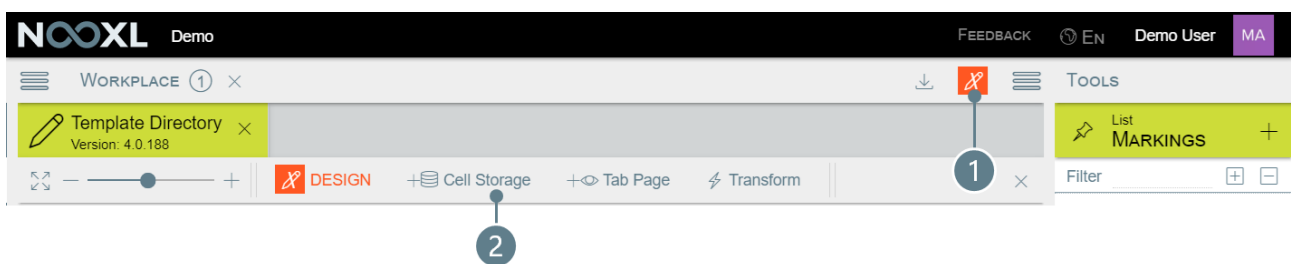 NOOXL Demo FEEDBACK EN Demo User MA
WORKPLACE 1 TOOLS
Template Directory
Version: 4.0.188
List
MARKINGS
DESIGN Cell Storage Tab Page Transform 1 Filter
2